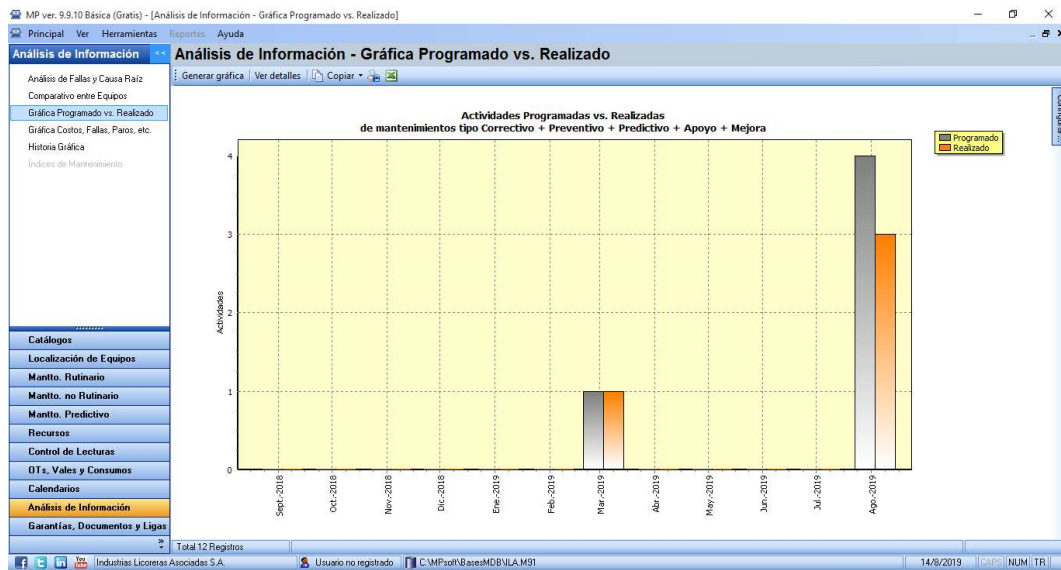 MP ver. 9.9.10 Básica (Gratis) - [Análisis de Información - Gráfica Programado vs. Realizado]
Principal Ver Herramientas Reportes Ayuda
Análisis de Información <<
Análisis de Información - Gráfica Programado vs. Realizado
Análisis de Fallas y Causa Raíz
Comparativo entre Equipos
Gráfica Programado vs. Realizado
Gráfica Costos, Fallas, Paros, etc.
Historia Gráfica
Índices de Mantenimiento
Catálogos
Localización de Equipos
Mantto. Rutinario
Mantto. no Rutinario
Mantto. Predictivo
Recursos
Control de Lecturas
OTs, Vales y Consumos
Calendarios
Análisis de Información
Garantías, Documentos y Ligas
Generar gráfica Ver detalles Copiar
Actividades Programadas vs. Realizadas
de mantenimientos tipo Correctivo + Preventivo + Predictivo + Apoyo + Mejora
Programado
Realizado
Actividades
4
3
2
1
0
Sept.-2018
Oct.-2018
Nov.-2018
Dic.-2018
Ene.-2019
Feb.-2019
Mar.-2019
Abr.-2019
May.-2019
Jun.-2019
Jul.-2019
Ago.-2019
Total 12 Registros
Industrias Licoreras Asociadas S.A. Usuario no registrado C:\MPsoft\BasesMDB\ILA.M91 14/8/2019 CAPS NUM TR